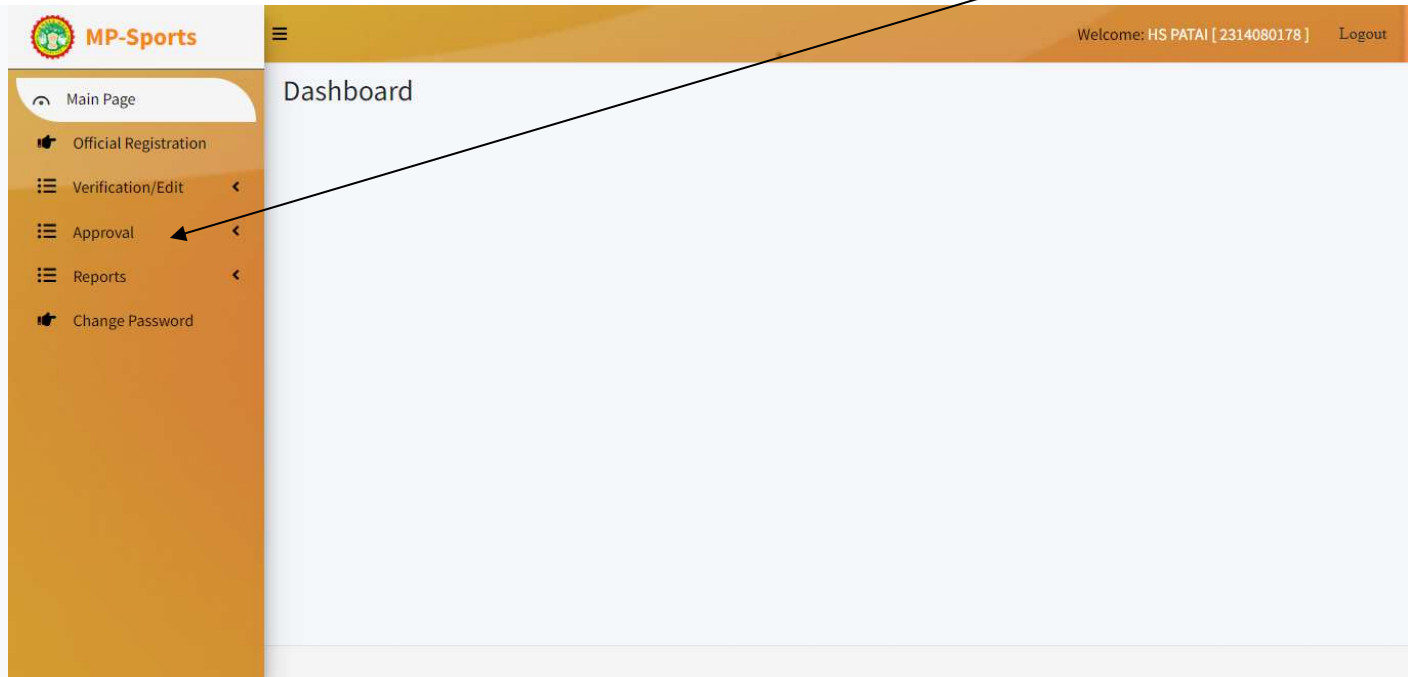 MP-Sports
Welcome: HS PATAI [ 2314080178 ] Logout
Main Page
Dashboard
Official Registration
Verification/Edit
Approval
Reports
Change Password